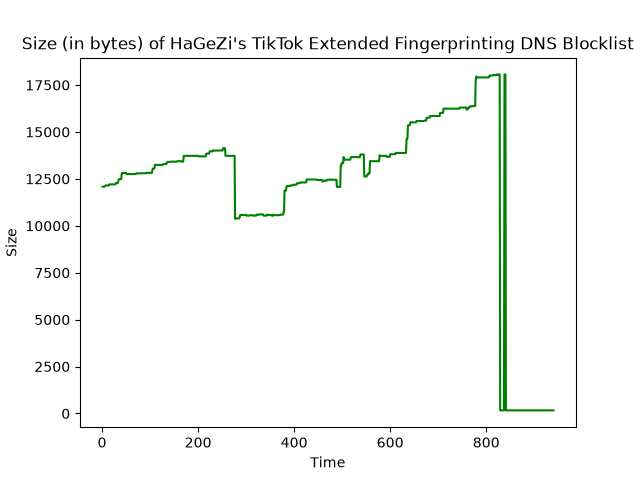 Size (in bytes) of HaGeZi's TikTok Extended Fingerprinting DNS Blocklist
17500
15000
12500
10000
7500
5000
2500
0
Size
0 200 400 600 800
Time